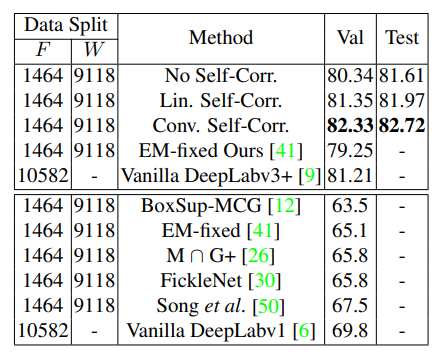 Data Split Method Val Test
F W
1464 9118 No Self-Corr. 80.34 81.61
1464 9118 Lin. Self-Corr. 81.35 81.97
1464 9118 Conv. Self-Corr. 82.33 82.72
1464 9118 EM-fixed Ours [41] 79.25 -
10582 - Vanilla DeepLabv3+ [9] 81.21 -
1464 9118 BoxSup-MCG [12] 63.5 -
1464 9118 EM-fixed [41] 65.1 -
1464 9118 M ∩ G+ [26] 65.8 -
1464 9118 FickleNet [30] 65.8 -
1464 9118 Song et al. [50] 67.5 -
10582 - Vanilla DeepLabv1 [6] 69.8 -